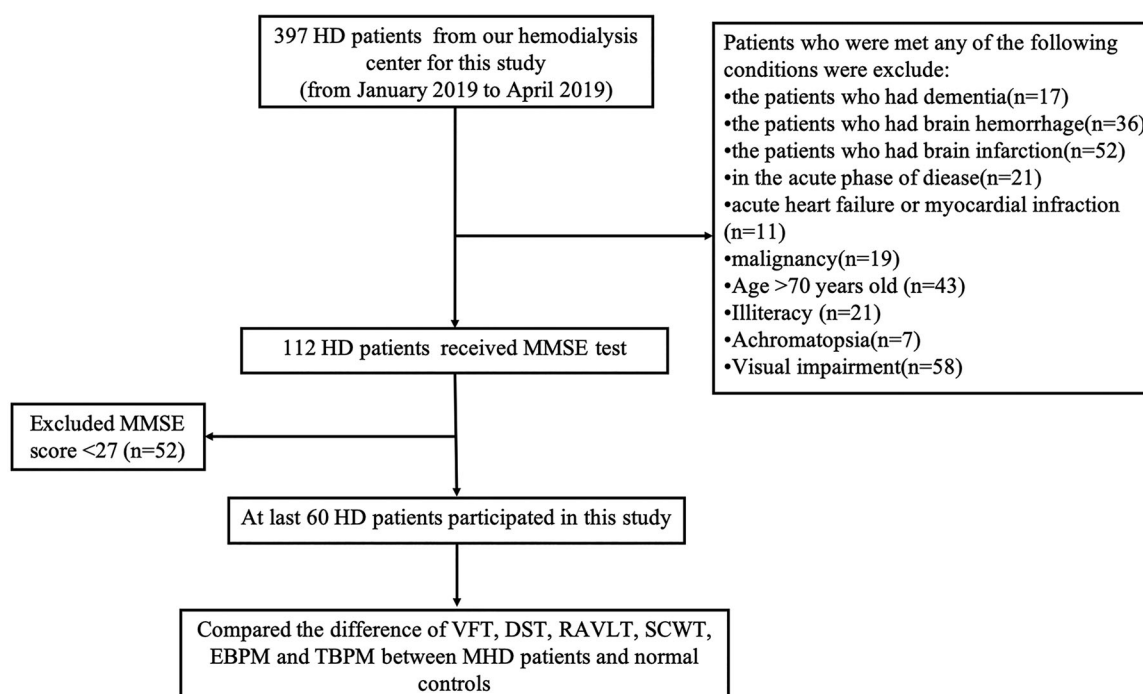 397 HD patients from our hemodialysis
center for this study
(from January 2019 to April 2019)
Patients who were met any of the following
conditions were exclude:
•the patients who had dementia(n=17)
•the patients who had brain hemorrhage(n=36)
•the patients who had brain infarction(n=52)
•in the acute phase of diease(n=21)
•acute heart failure or myocardial infraction
(n=11)
•malignancy(n=19)
•Age >70 years old (n=43)
•Illiteracy (n=21)
•Achromatopsia(n=7)
•Visual impairment(n=58)
112 HD patients received MMSE test
Excluded MMSE
score <27 (n=52)
At last 60 HD patients participated in this study
Compared the difference of VFT, DST, RAVLT, SCWT,
EBPM and TBPM between MHD patients and normal
controls